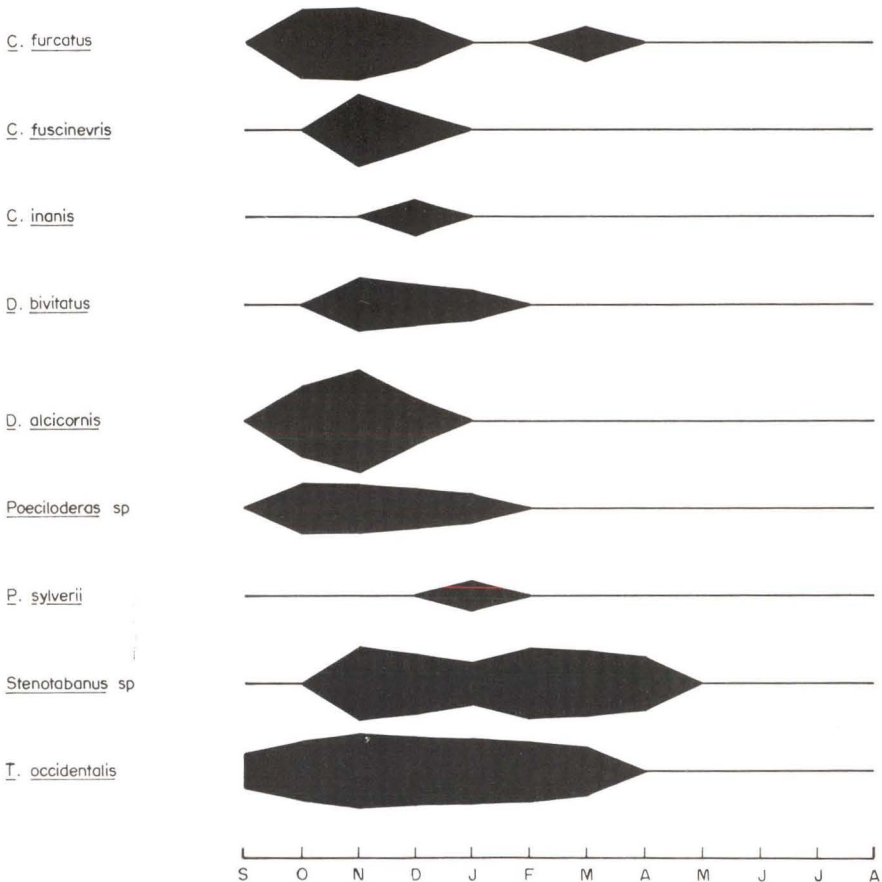 C. furcatus
C. fuscinevris
C. inanis
D. bivitatus
D. alcicornis
Poeciloderas sp
P. sylverii
Stenotabanus sp
T. occidentalis
S O N D J F M A M J J A